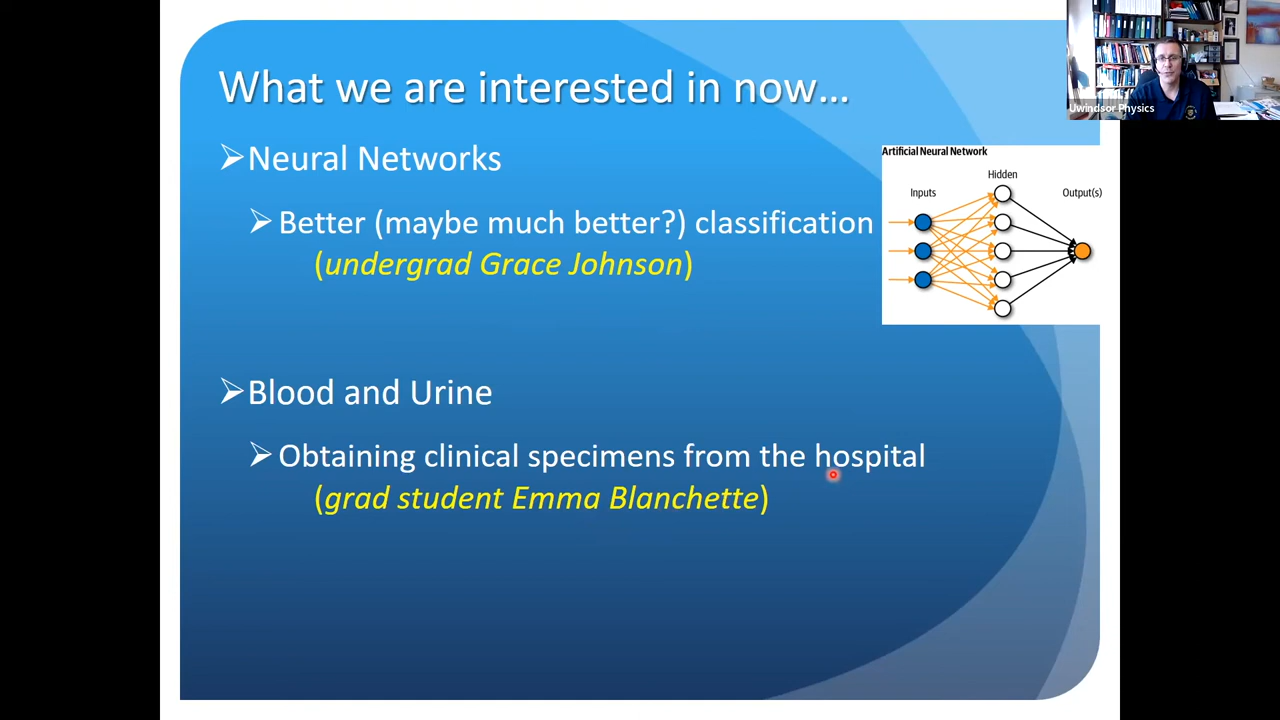 What we are interested in now…
Neural Networks
Better (maybe much better?) classification
(undergrad Grace Johnson)
Artificial Neural Network
Hidden
Inputs
Output(s)
Blood and Urine
Obtaining clinical specimens from the hospital
(grad student Emma Blanchette)
Uwindsor Physics